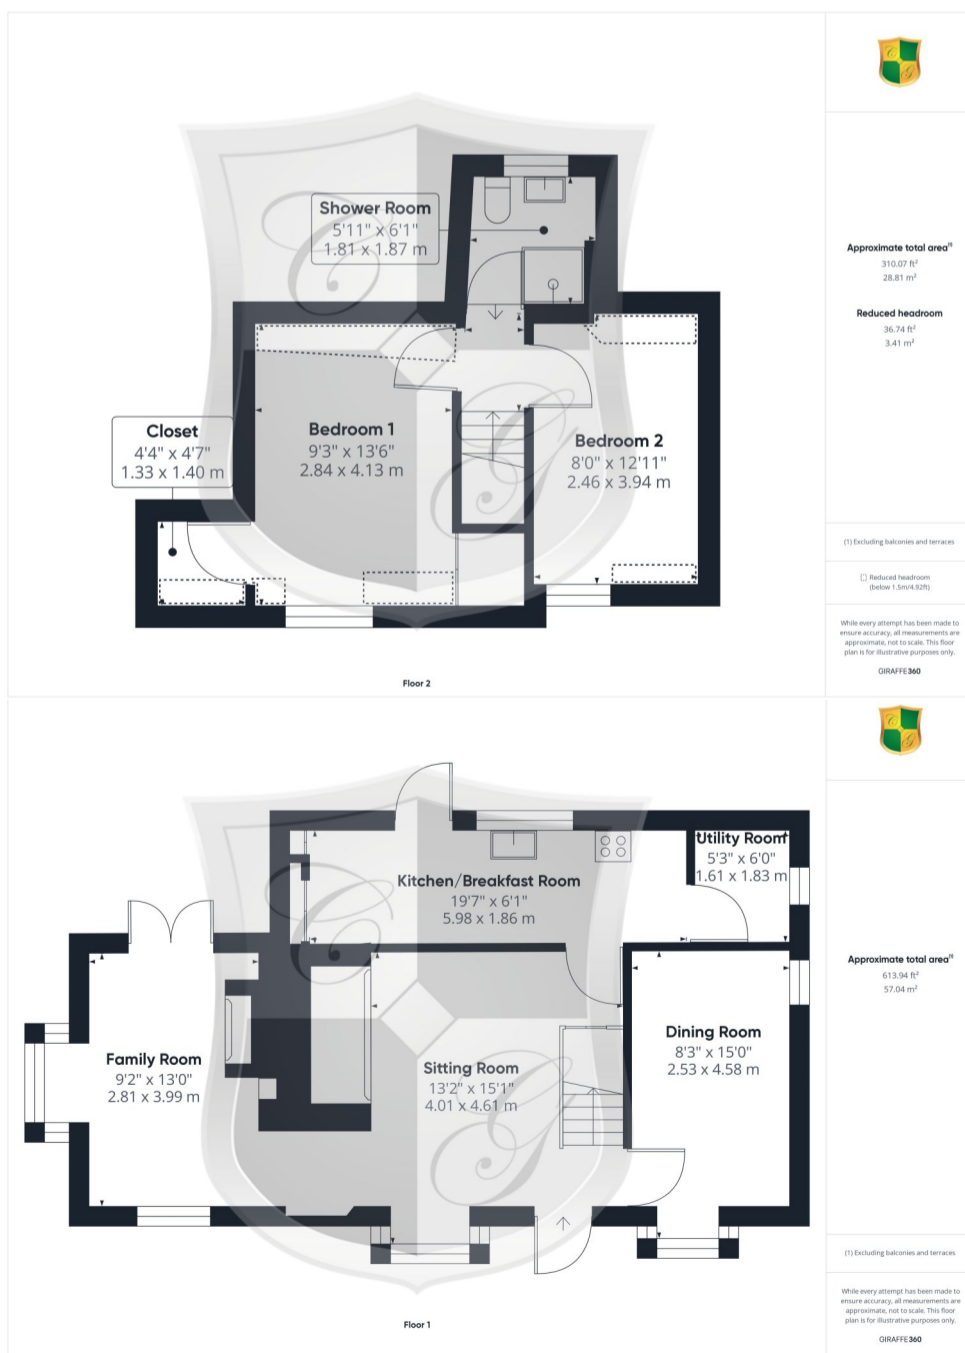 Shower Room
5'11" x 6'1"
1.81 x 1.87 m
Closet
4'4" x 4'7"
1.33 x 1.40 m
Bedroom 1
9'3" x 13'6"
2.84 x 4.13 m
Bedroom 2
8'0" x 12'11"
2.46 x 3.94 m
Floor 2
Approximate total area(1)
310.07 ft²
28.81 m²
Reduced headroom
36.74 ft²
3.41 m²
(1) Excluding balconies and terraces
Reduced headroom
(below 1.5m/4.92ft)
While every attempt has been made to
ensure accuracy, all measurements are
approximate, not to scale. This floor
plan is for illustrative purposes only.
GIRAFFE360
Utility Room
5'3" x 6'0"
1.61 x 1.83 m
Kitchen/Breakfast Room
19'7" x 6'1"
5.98 x 1.86 m
Family Room
9'2" x 13'0"
2.81 x 3.99 m
Sitting Room
13'2" x 15'1"
4.01 x 4.61 m
Dining Room
8'3" x 15'0"
2.53 x 4.58 m
Floor 1
Approximate total area(1)
613.94 ft²
57.04 m²
(1) Excluding balconies and terraces
While every attempt has been made to
ensure accuracy, all measurements are
approximate, not to scale. This floor
plan is for illustrative purposes only.
GIRAFFE360